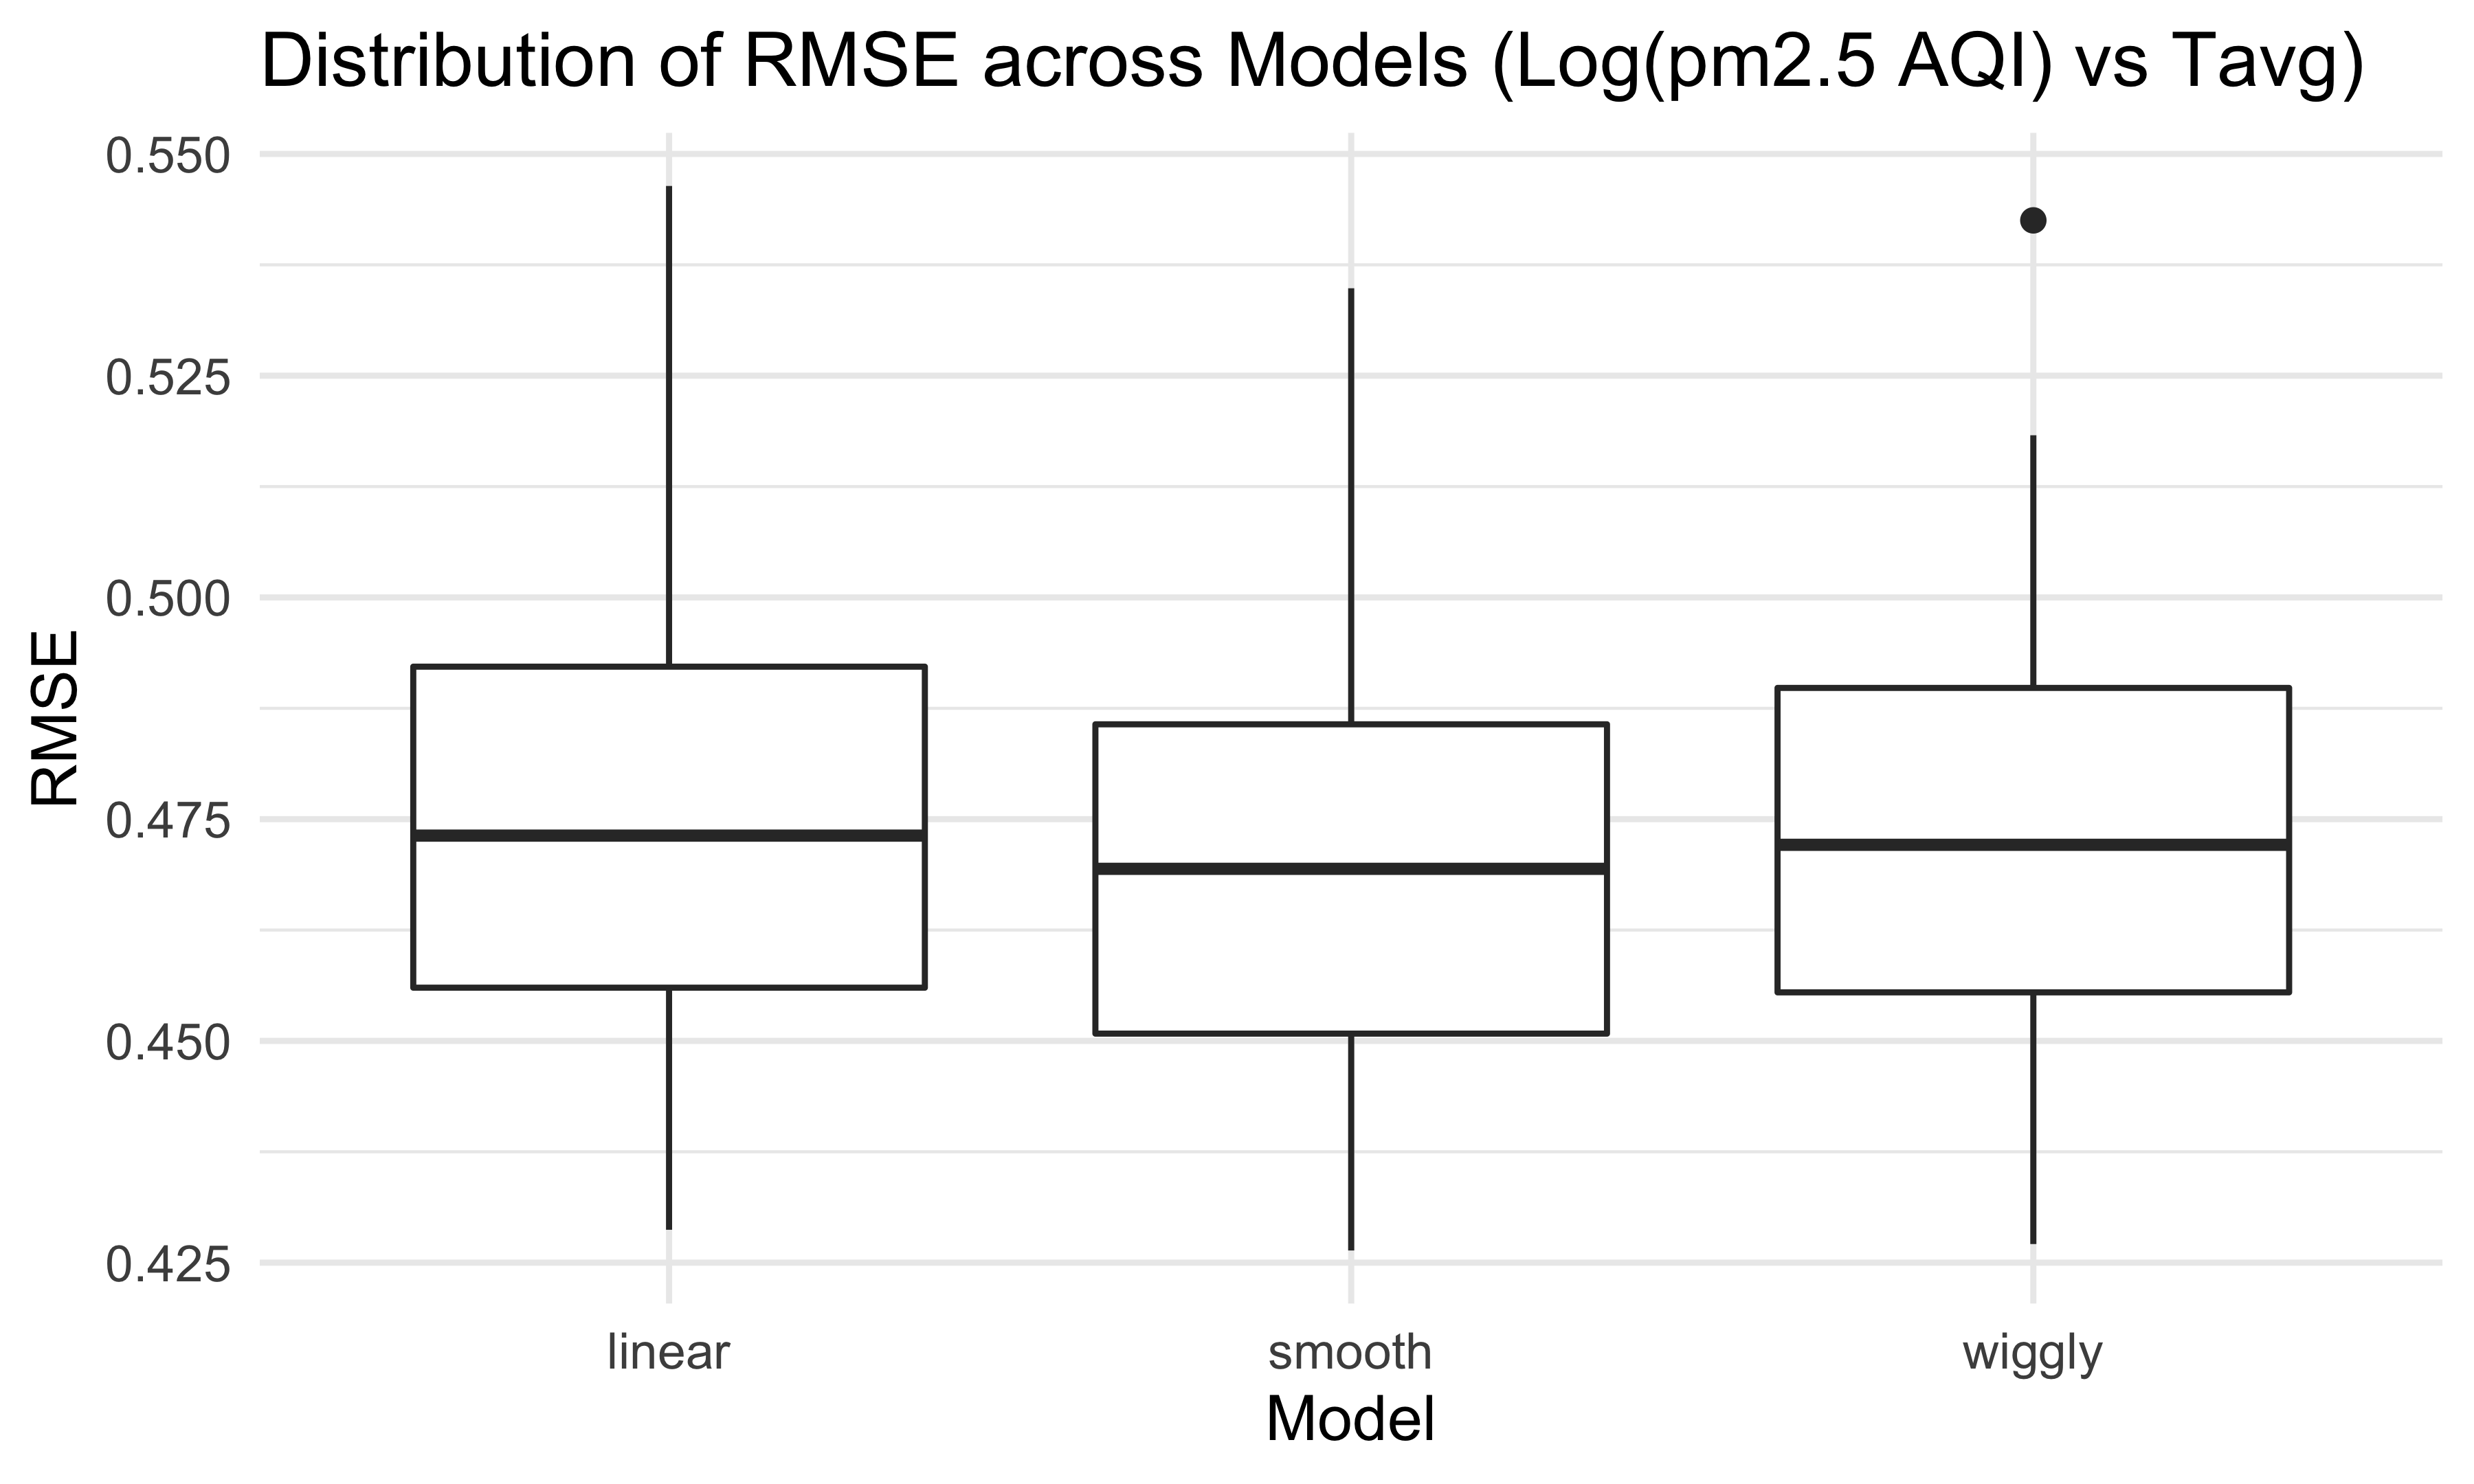 Distribution of RMSE across Models (Log(pm2.5 AQI) vs Tavg)
RMSE
0.550
0.525
0.500
0.475
0.450
0.425
linear
smooth
wiggly
Model